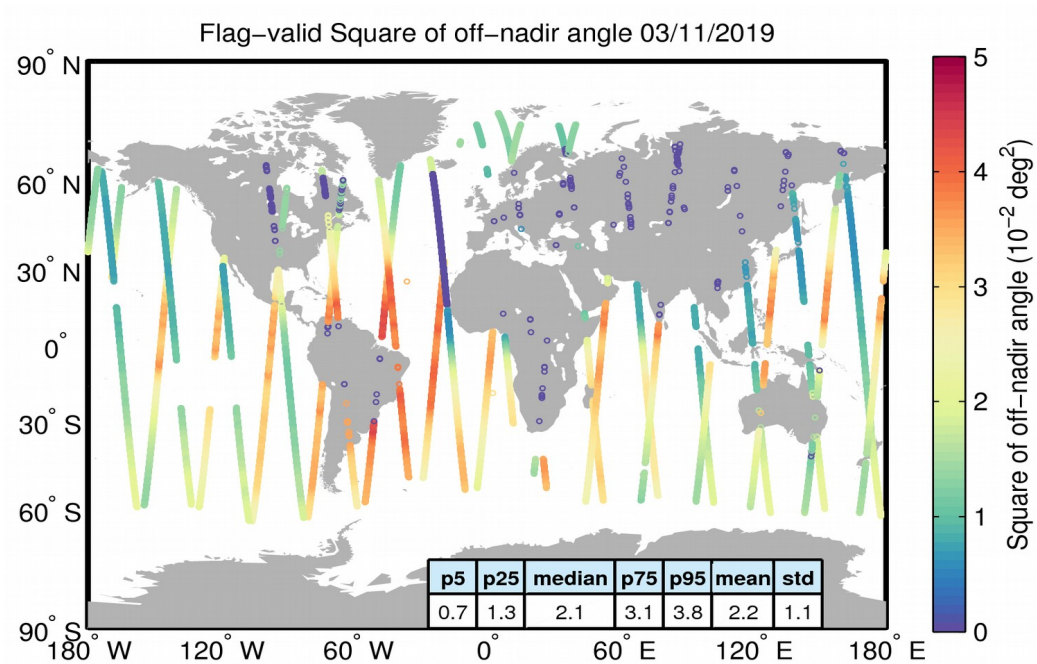 Flag−valid Square of off−nadir angle 03/11/2019
90° N
60° N
30° N
0°
30° S
60° S
90° S
180° W
120° W
60° W
0°
60° E
120° E
180° E
p5 p25 median p75 p95 mean std
0.7 1.3 2.1 3.1 3.8 2.2 1.1
5
4
3
2
1
0
Square of off−nadir angle (10⁻² deg²)